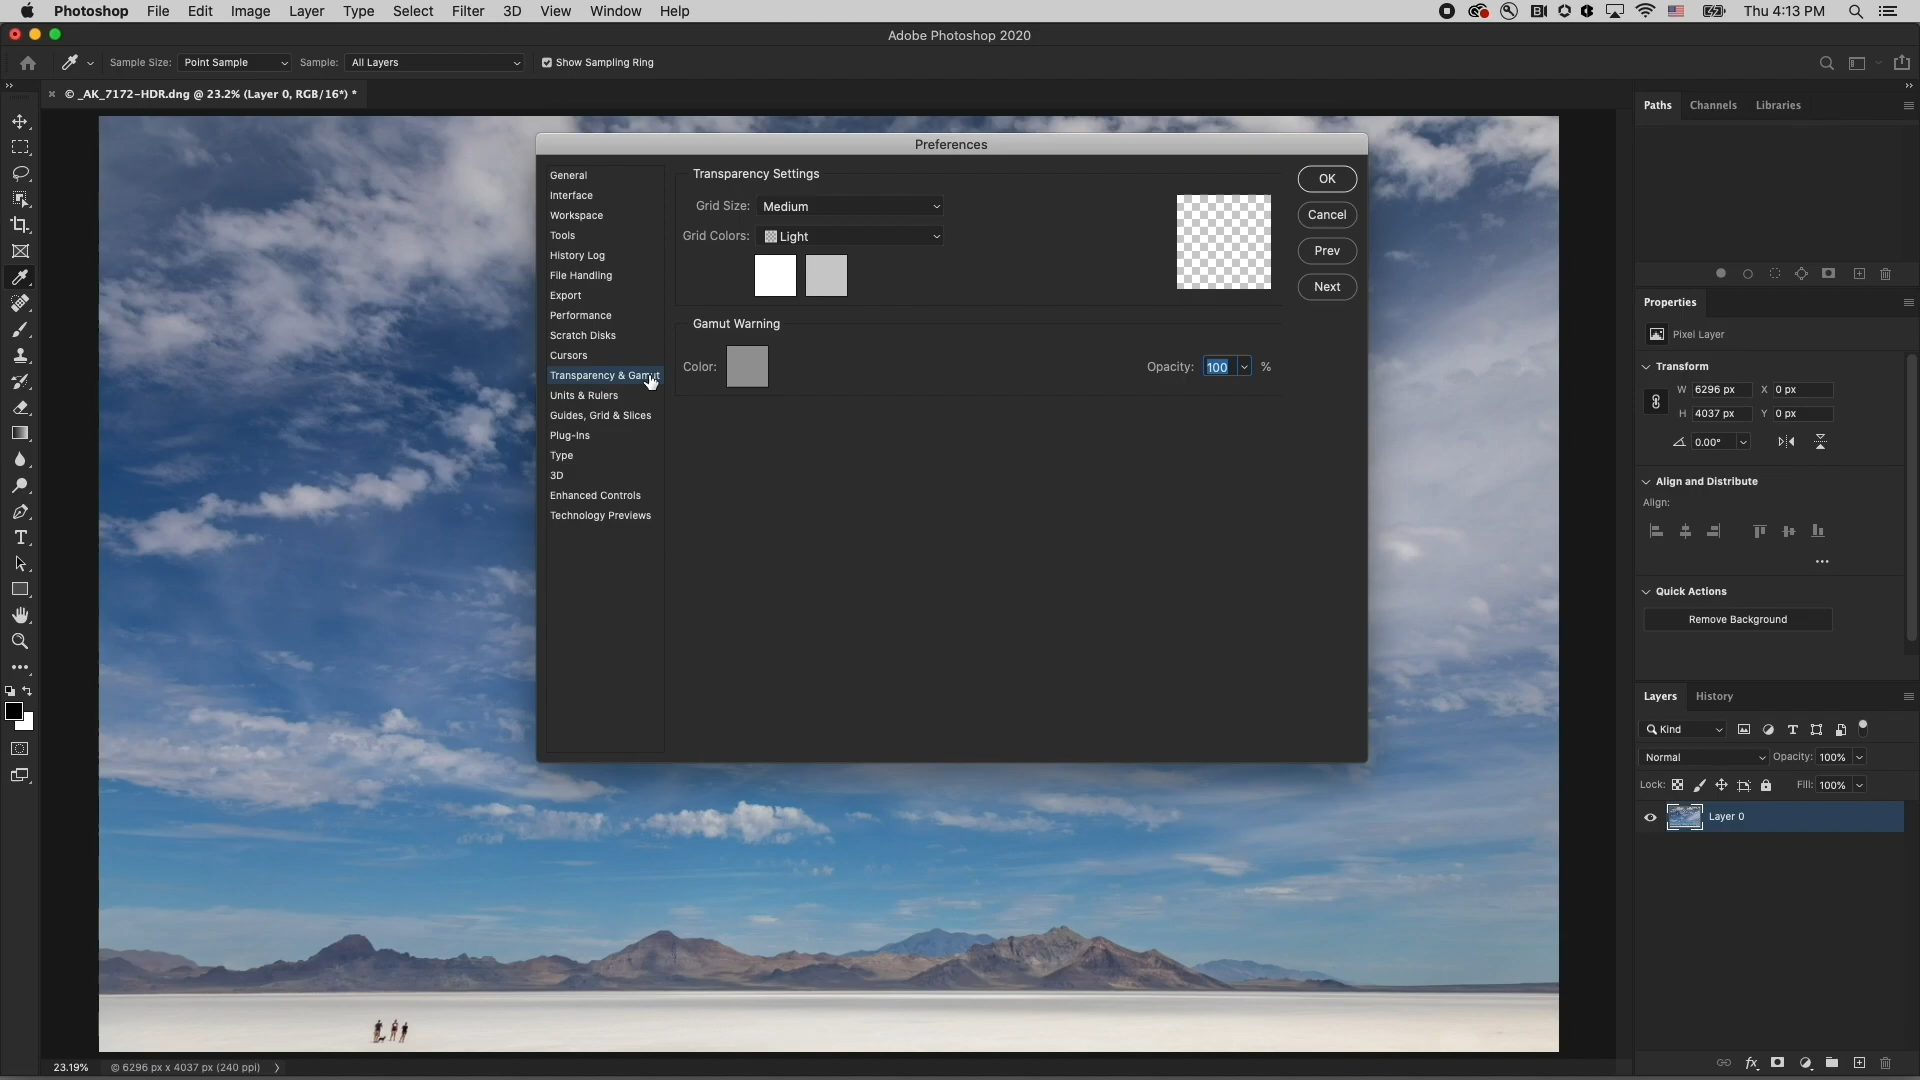 Photoshop File Edit Image Layer Type Select Filter 3D View Window Help Thu 4:13 PM
Adobe Photoshop 2020
Sample Size: Point Sample Sample: All Layers Show Sampling Ring
© _AK_7172-HDR.dng @ 23.2% (Layer 0, RGB/16*) *
Preferences
General
Interface
Workspace
Tools
History Log
File Handling
Export
Performance
Scratch Disks
Cursors
Transparency & Gamut
Units & Rulers
Guides, Grid & Slices
Plug-Ins
Type
3D
Enhanced Controls
Technology Previews
Transparency Settings
Grid Size: Medium
Grid Colors: Light
Gamut Warning
Color:
Opacity: 100 %
OK
Cancel
Prev
Next
Paths Channels Libraries
Properties
Pixel Layer
Transform
W 6296 px X 0 px
H 4037 px Y 0 px
0.00°
Align and Distribute
Align:
Quick Actions
Remove Background
Layers History
Kind
Normal Opacity: 100%
Lock: Fill: 100%
Layer 0
fx
23.19% © 6296 px x 4037 px (240 ppi)